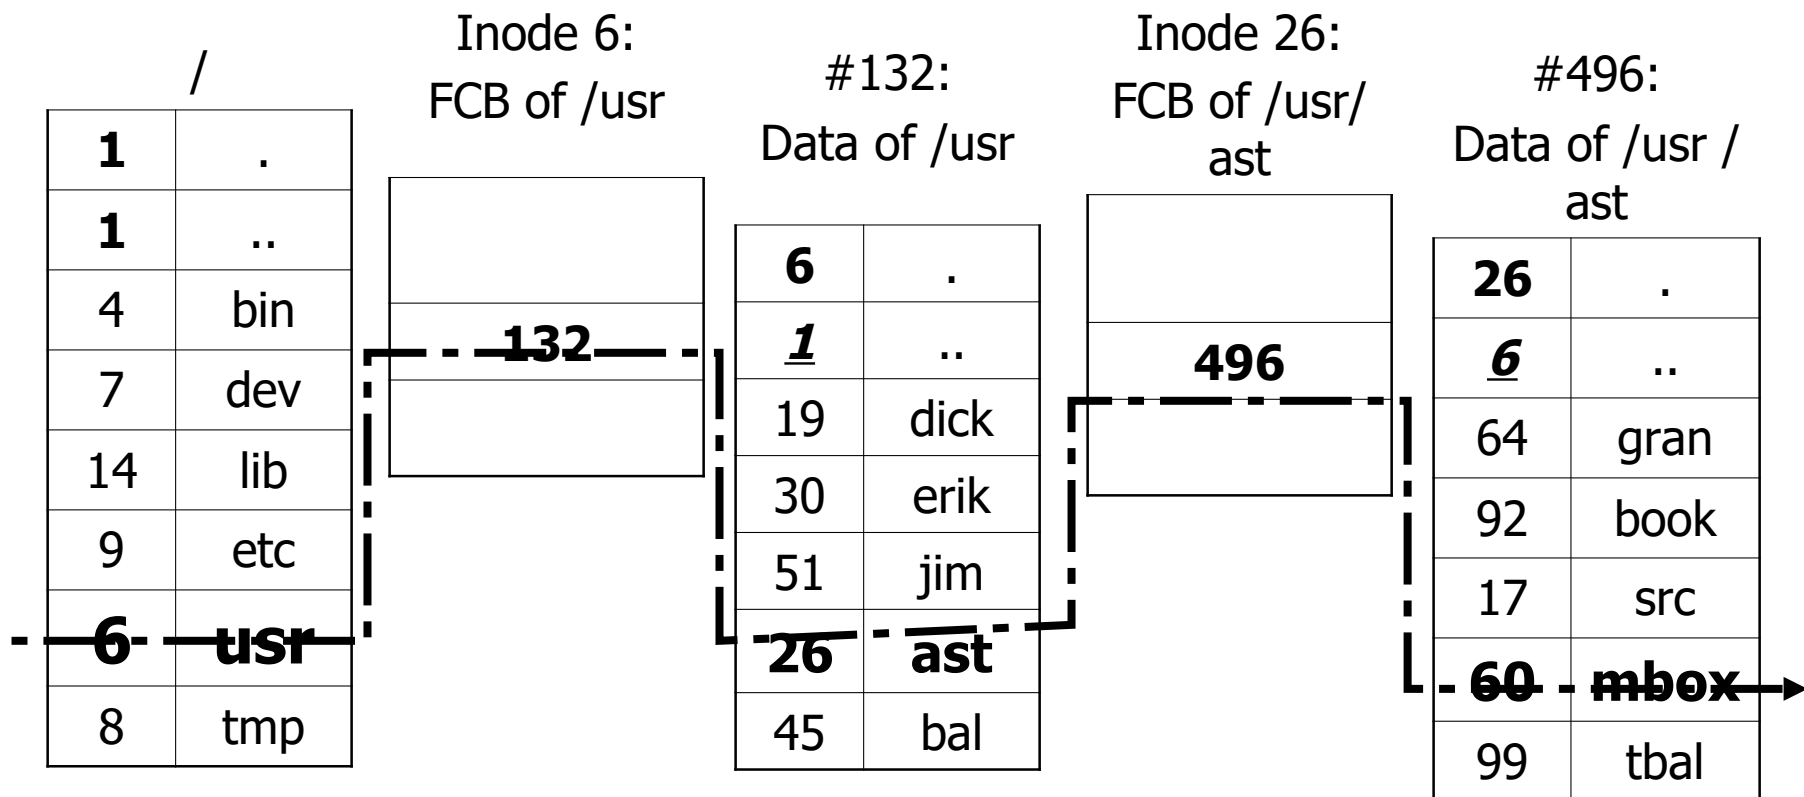 /
1 .
1 ..
4 bin
7 dev
14 lib
9 etc
6 usr
8 tmp
Inode 6:
FCB of /usr
132
#132:
Data of /usr
6 .
1 ..
19 dick
30 erik
51 jim
26 ast
45 bal
Inode 26:
FCB of /usr/
ast
496
#496:
Data of /usr /
ast
26 .
6 ..
64 gran
92 book
17 src
60 mbox
99 tbal